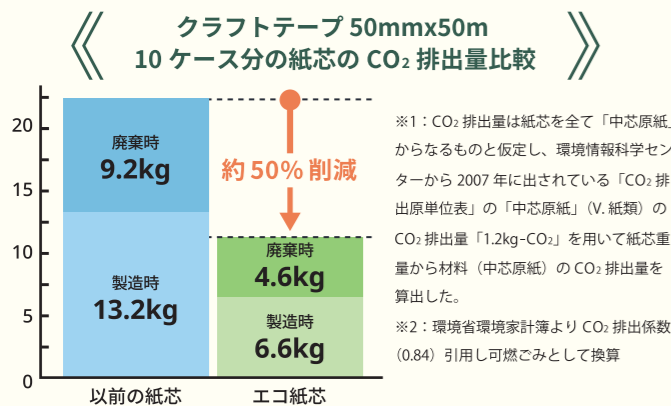 クラフトテープ 50mmx50m
10 ケース分の紙芯の CO₂ 排出量比較
20
15
10
5
0
廃棄時
9.2kg
製造時
13.2kg
約 50% 削減
廃棄時
4.6kg
製造時
6.6kg
以前の紙芯
エコ紙芯
※1：CO₂ 排出量は紙芯を全て「中芯原紙」
からなるものと仮定し、環境情報科学セン
ターから 2007 年に出されている「CO₂ 排
出原単位表」の「中芯原紙」（V. 紙類）の
CO₂ 排出量「1.2kg-CO₂」を用いて紙芯重
量から材料（中芯原紙）の CO₂ 排出量を
算出した。
※2：環境省環境家計簿より CO₂ 排出係数
（0.84）引用し可燃ごみとして換算